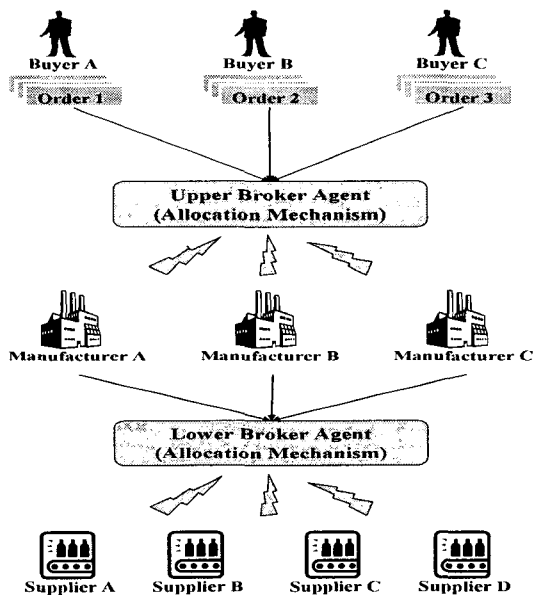 Buyer A Buyer B Buyer C
Order 1 Order 2 Order 3
Upper Broker Agent
(Allocation Mechanism)
Manufacturer A Manufacturer B Manufacturer C
Lower Broker Agent
(Allocation Mechanism)
Supplier A Supplier B Supplier C Supplier D